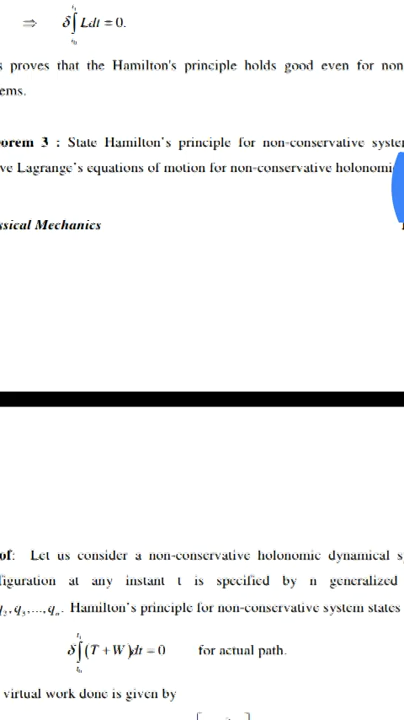 ⇒ δ∫ Ldt = 0.
s proves that the Hamilton's principle holds good even for non
ems.
orem 3 : State Hamilton's principle for non-conservative syste
ve Lagrange's equations of motion for non-conservative holonomi
ssical Mechanics
of: Let us consider a non-conservative holonomic dynamical s
figuration at any instant t is specified by n generalized
q₂, q₃,..., qₙ. Hamilton's principle for non-conservative system states
δ∫(T + W)dt = 0 for actual path.
virtual work done is given by